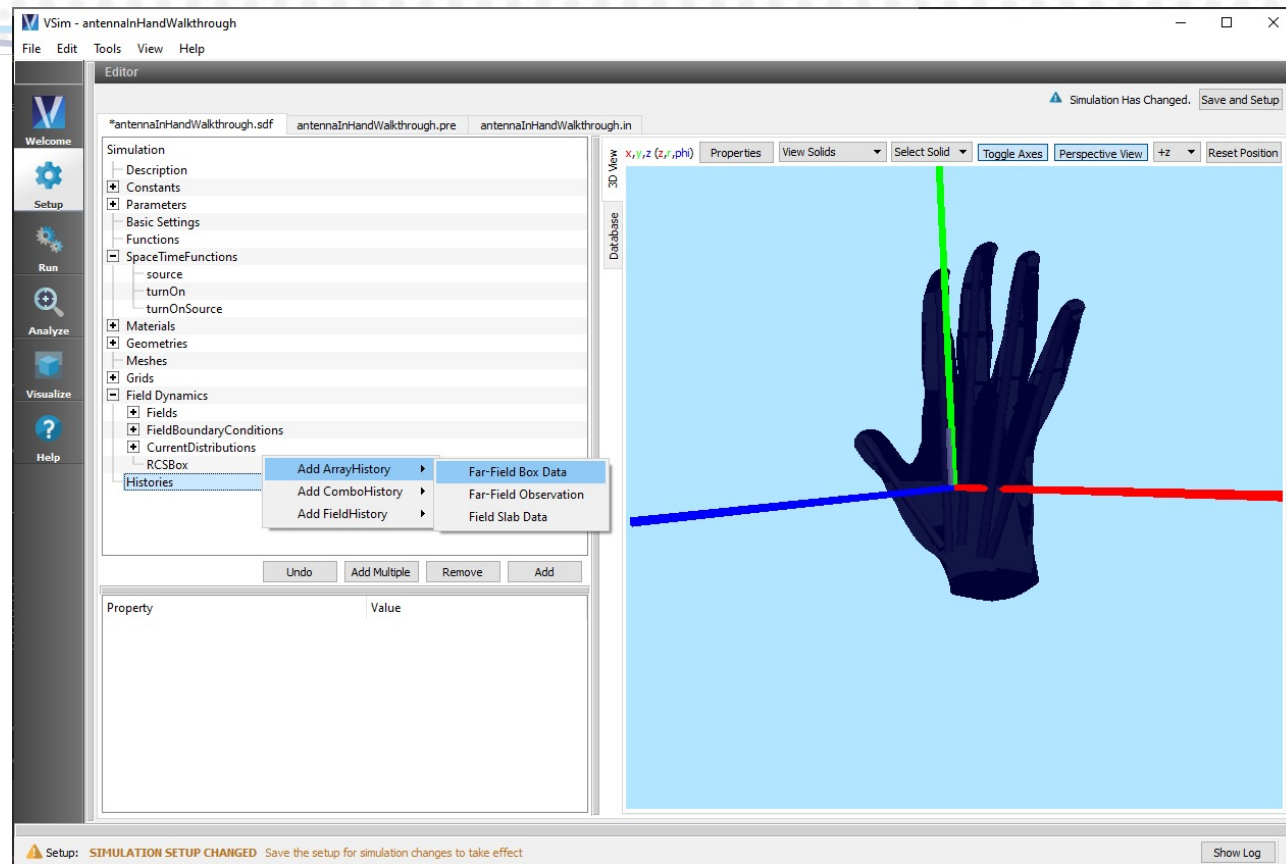 VSim - antennaInHandWalkthrough
File Edit Tools View Help
Editor
Simulation Has Changed. Save and Setup
*antennaInHandWalkthrough.sdf antennaInHandWalkthrough.pre antennaInHandWalkthrough.in
Welcome
Setup
Run
Analyze
Visualize
Help
Simulation
Description
Constants
Parameters
Basic Settings
Functions
SpaceTimeFunctions
source
turnOn
turnOnSource
Materials
Geometries
Meshes
Grids
Field Dynamics
Fields
FieldBoundaryConditions
CurrentDistributions
RCSBox
Histories
Add ArrayHistory
Add ComboHistory
Add FieldHistory
Far-Field Box Data
Far-Field Observation
Field Slab Data
Undo Add Multiple Remove Add
Property Value
3D View
Database
x,y,z (z,r,phi) Properties View Solids Select Solid Toggle Axes Perspective View +z Reset Position
Setup: SIMULATION SETUP CHANGED Save the setup for simulation changes to take effect
Show Log